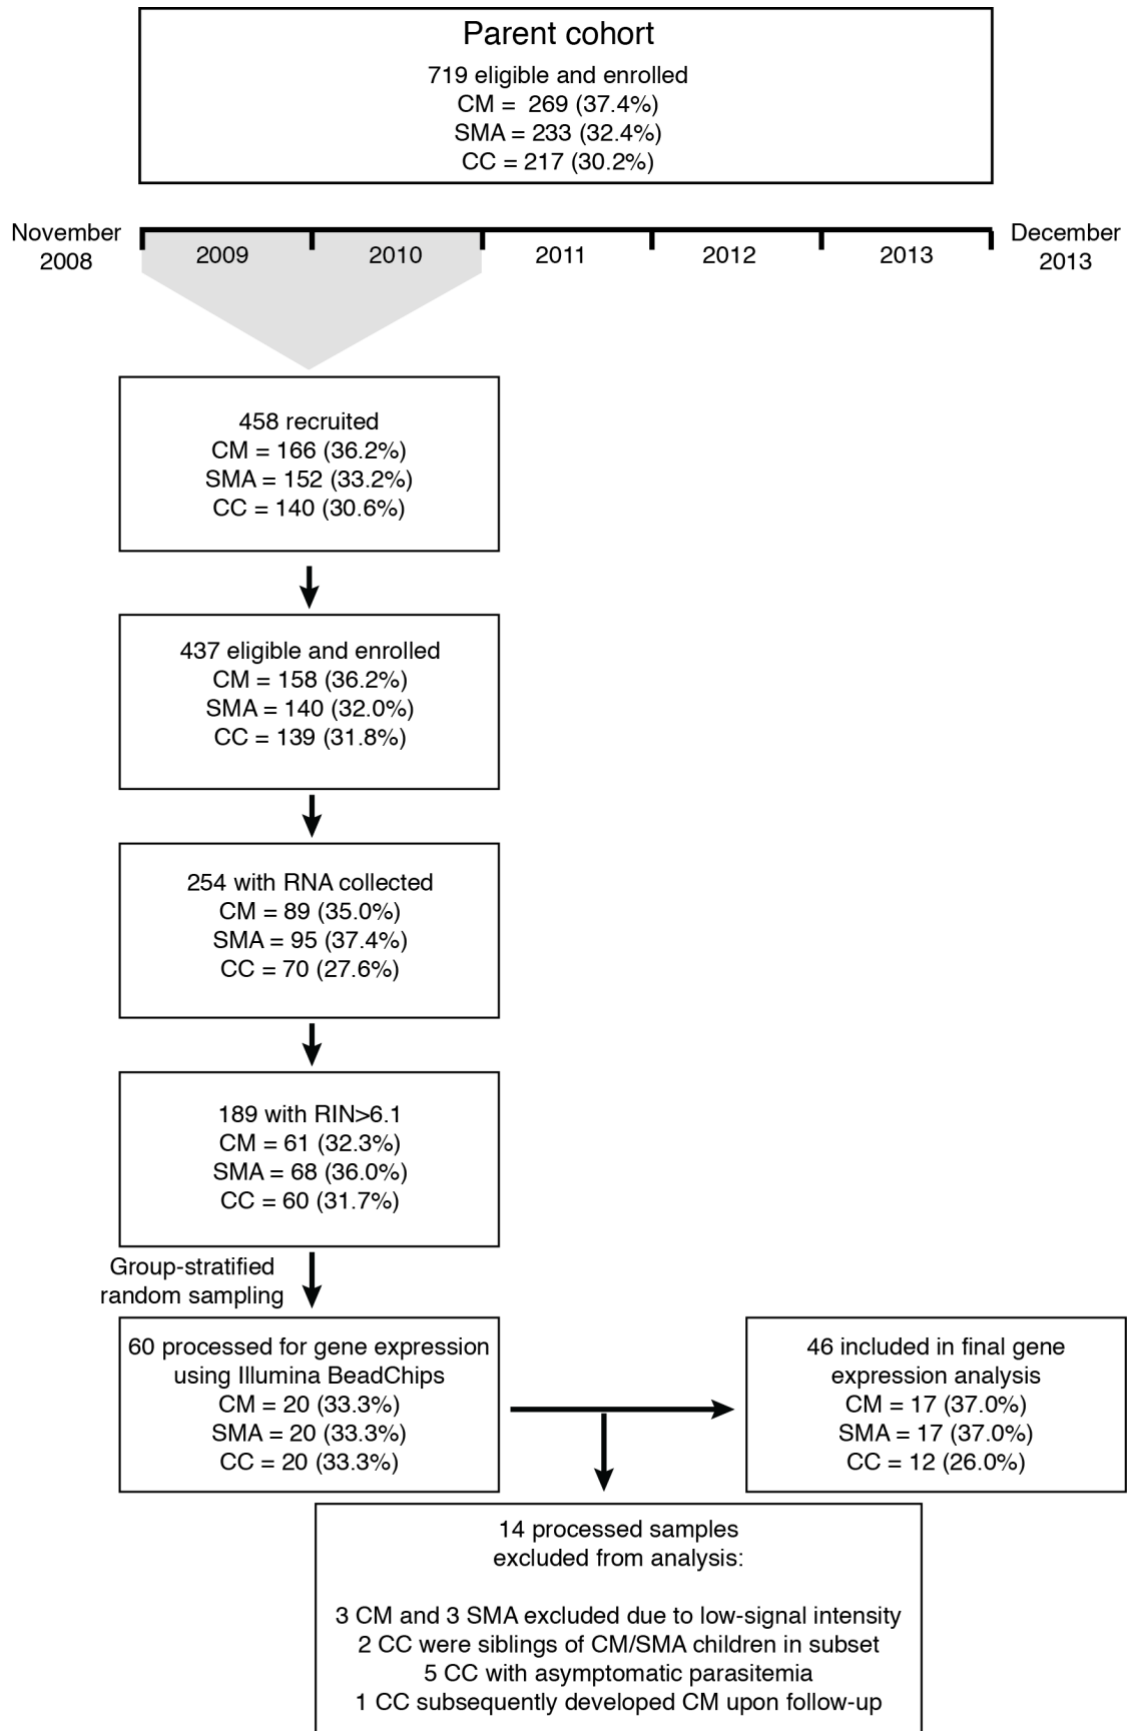 Parent cohort
719 eligible and enrolled
CM =  269 (37.4%)
SMA = 233 (32.4%)
CC = 217 (30.2%)
November
2008
2009
2010
2011
2012
2013
December
2013
458 recruited
CM = 166 (36.2%)
SMA = 152 (33.2%)
CC = 140 (30.6%)
437 eligible and enrolled
CM = 158 (36.2%)
SMA = 140 (32.0%)
CC = 139 (31.8%)
254 with RNA collected
CM = 89 (35.0%)
SMA = 95 (37.4%)
CC = 70 (27.6%)
189 with RIN>6.1
CM = 61 (32.3%)
SMA = 68 (36.0%)
CC = 60 (31.7%)
Group-stratified
random sampling
60 processed for gene expression
using Illumina BeadChips
CM = 20 (33.3%)
SMA = 20 (33.3%)
CC = 20 (33.3%)
46 included in final gene
expression analysis
CM = 17 (37.0%)
SMA = 17 (37.0%)
CC = 12 (26.0%)
14 processed samples
excluded from analysis:
3 CM and 3 SMA excluded due to low-signal intensity
2 CC were siblings of CM/SMA children in subset
5 CC with asymptomatic parasitemia
1 CC subsequently developed CM upon follow-up